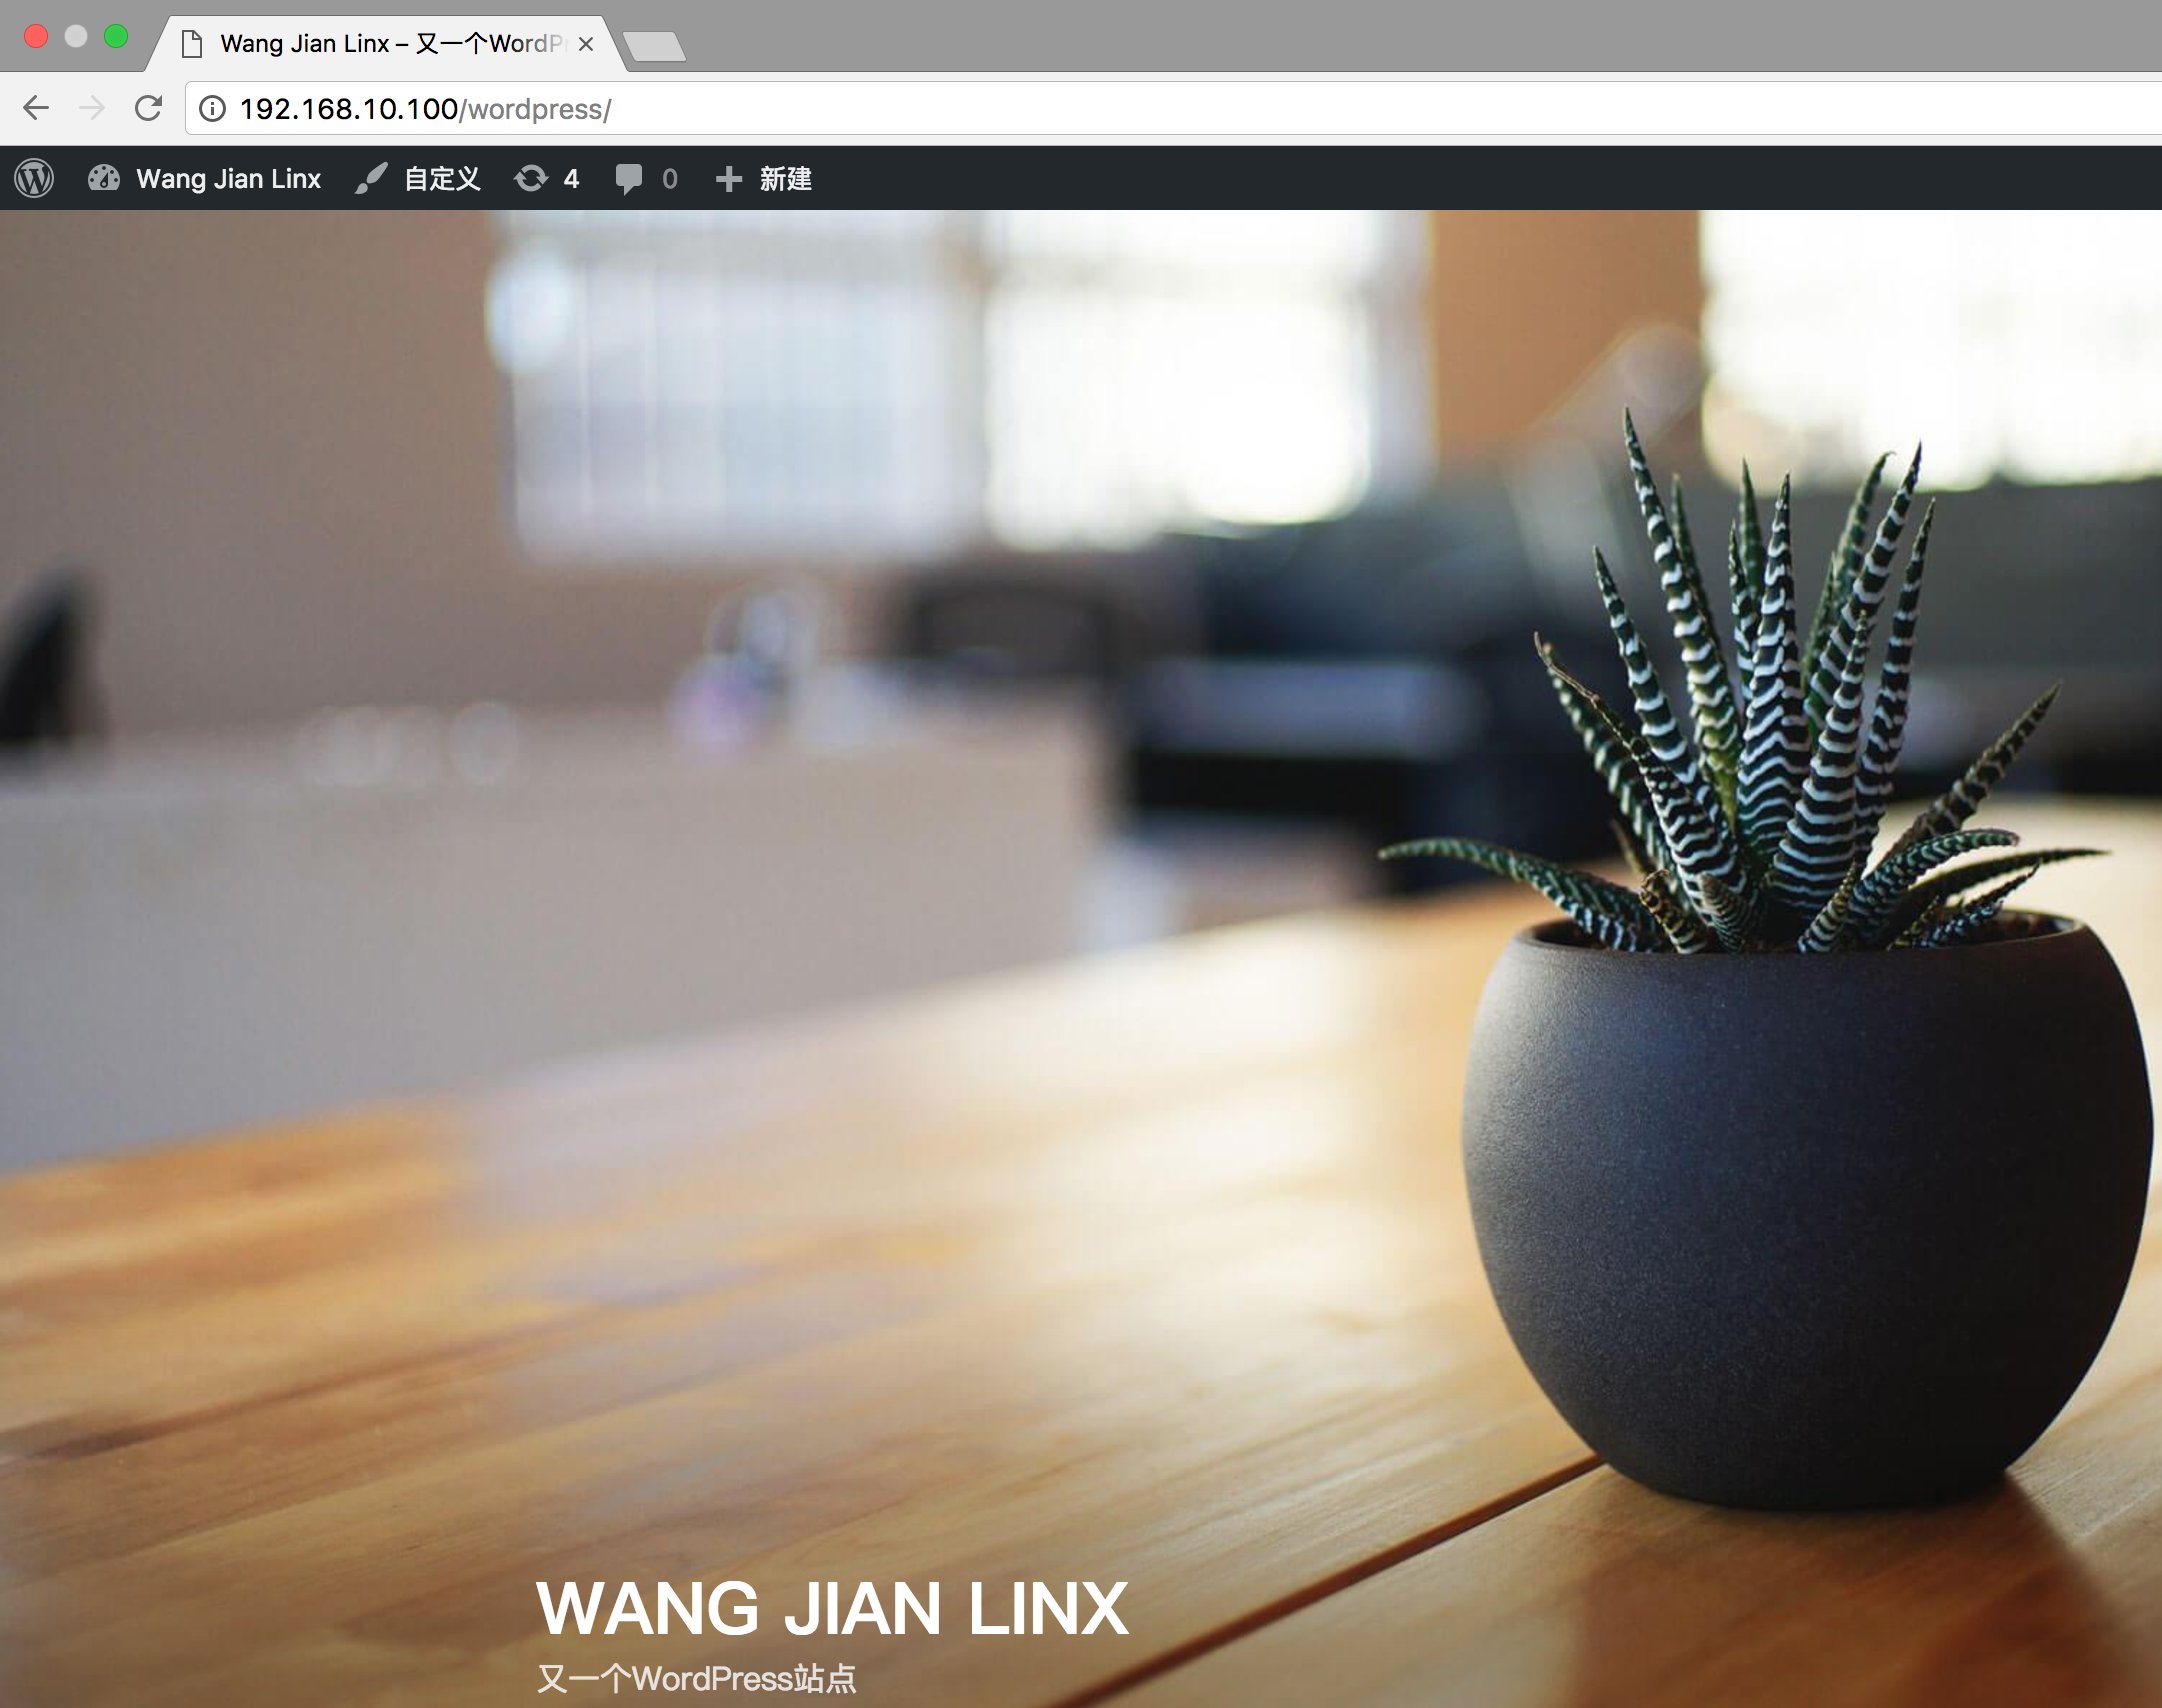 Wang Jian Linx – 又一个WordP
192.168.10.100/wordpress/
Wang Jian Linx 自定义 4 0 新建
WANG JIAN LINX
又一个WordPress站点